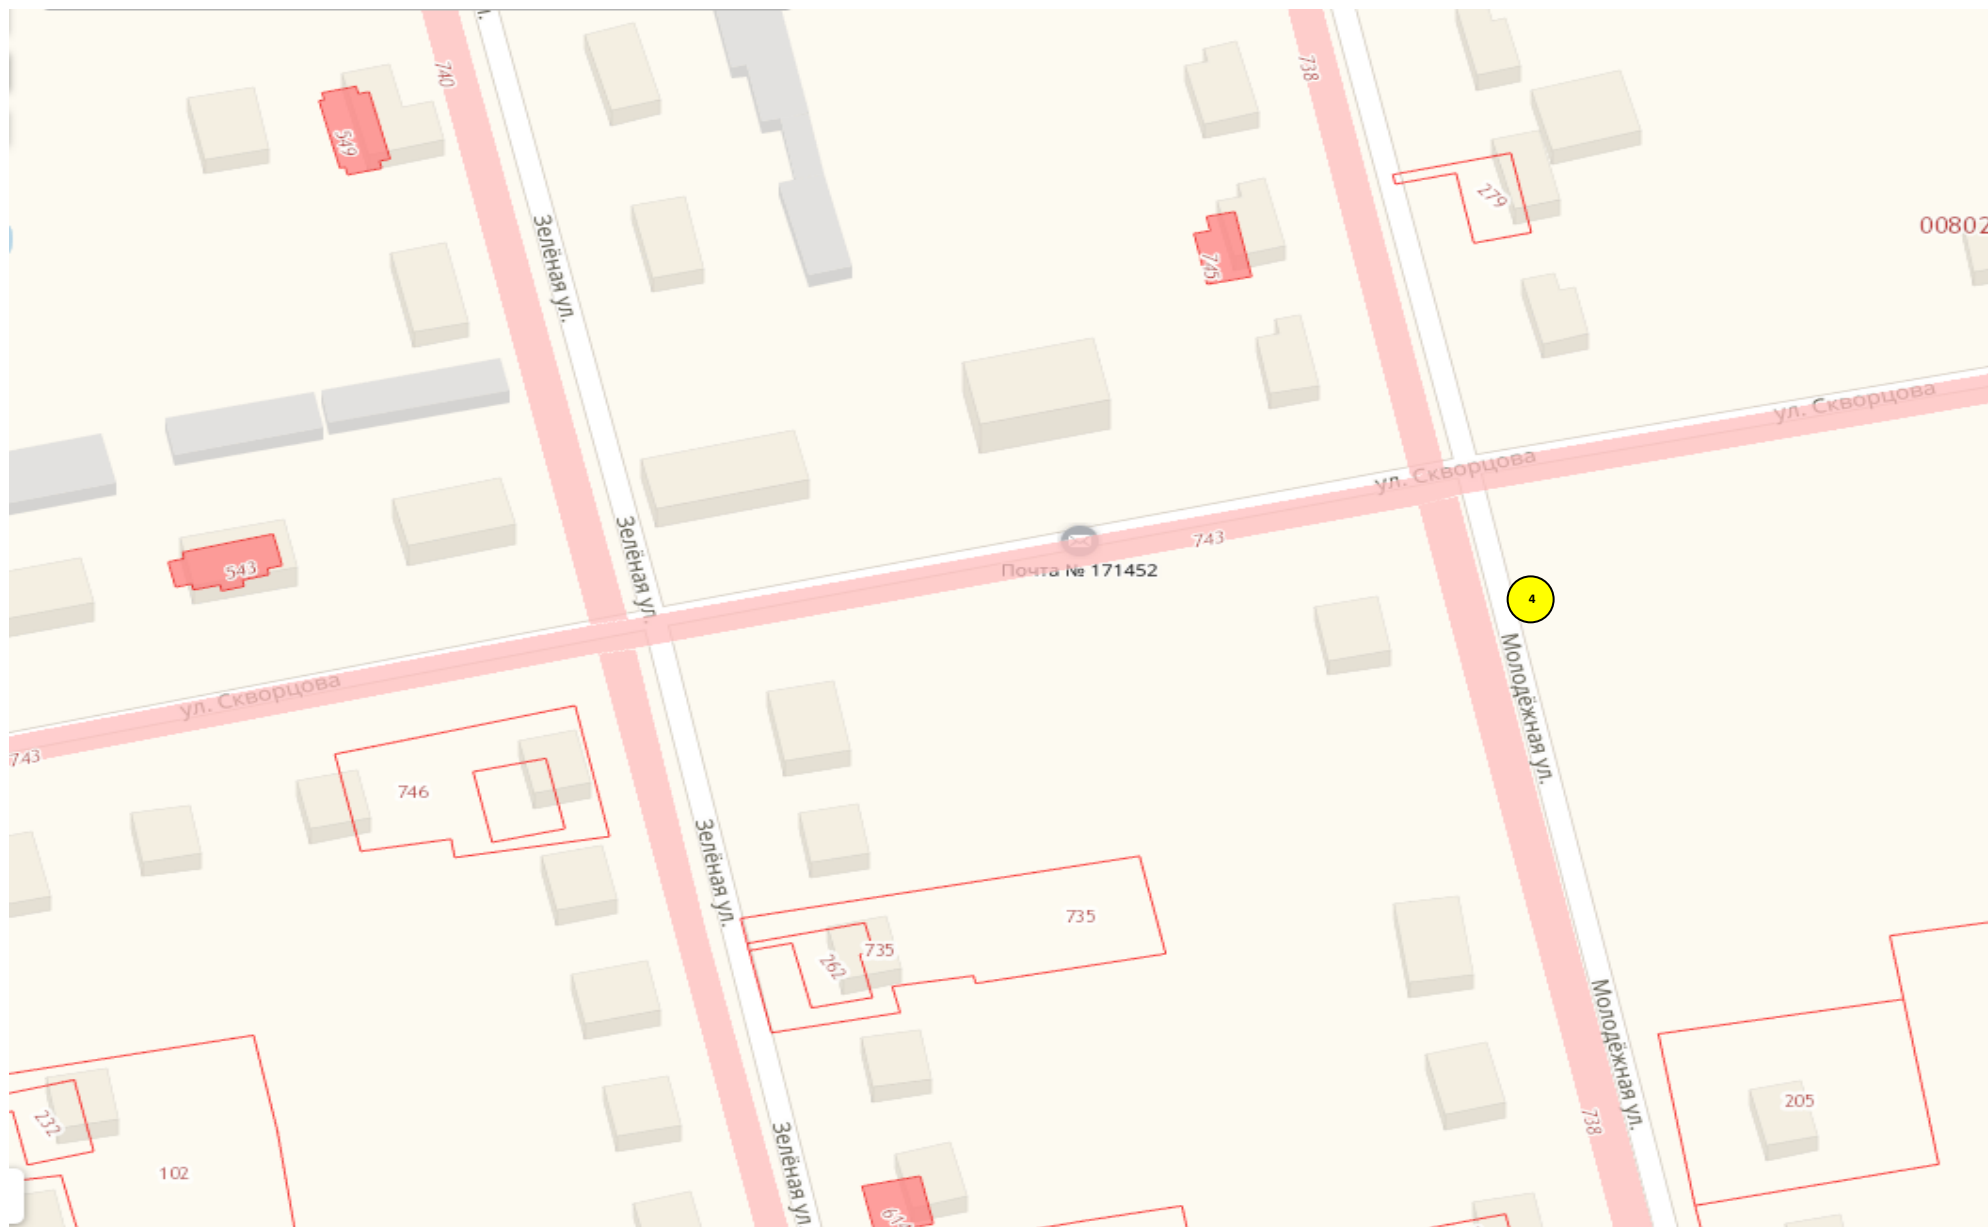 740
738
549
279
Зелёная ул.
00802
745
ул. Скворцова
ул. Скворцова
Зелёная ул.
743
543
Почта № 171452
4
ул. Скворцова
Молодёжная ул.
743
746
Зелёная ул.
735
735
262
Молодёжная ул.
205
738
232
Зелёная ул.
102